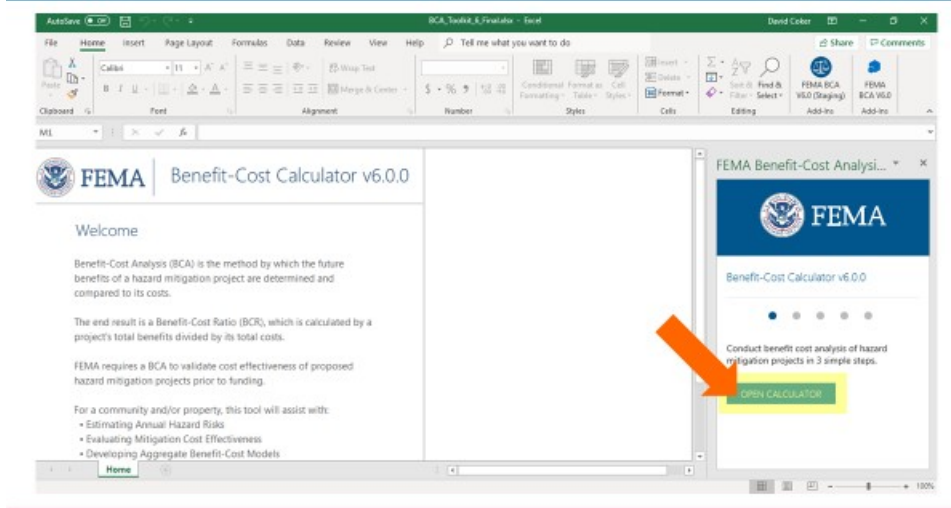 AutoSave Off BCA_Toolkit_6_Final.xlsx - Excel David Coker
File Home Insert Page Layout Formulas Data Review View Help Tell me what you want to do Share Comments
Paste Calibri 11 Wrap Text Insert
B I U Merge & Center $ % Conditional Formatting Format as Table Cell Styles Delete Format Sort & Filter Find & Select FEMA BCA V6.0 (Staging) FEMA BCA V6.0
Clipboard Font Alignment Number Styles Cells Editing Add-ins Add-ins
M1 fx
FEMA Benefit-Cost Calculator v6.0.0
Welcome
Benefit-Cost Analysis (BCA) is the method by which the future
benefits of a hazard mitigation project are determined and
compared to its costs.
The end result is a Benefit-Cost Ratio (BCR), which is calculated by a
project's total benefits divided by its total costs.
FEMA requires a BCA to validate cost effectiveness of proposed
hazard mitigation projects prior to funding.
For a community and/or property, this tool will assist with:
• Estimating Annual Hazard Risks
• Evaluating Mitigation Cost Effectiveness
• Developing Aggregate Benefit-Cost Models
FEMA Benefit-Cost Analysi...
FEMA
Benefit-Cost Calculator v6.0.0
Conduct benefit cost analysis of hazard
mitigation projects in 3 simple steps.
OPEN CALCULATOR
Home
100%